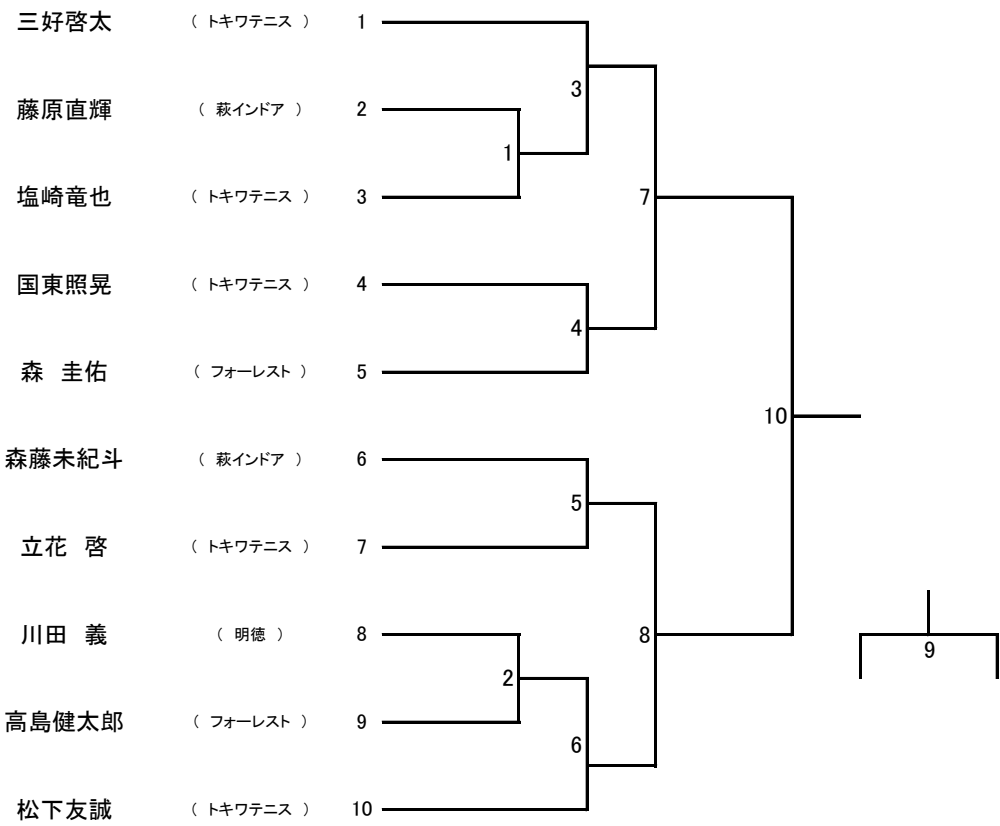 三好啓太 （ トキワテニス ） 1
藤原直輝 （ 萩インドア ） 2
塩崎竜也 （ トキワテニス ） 3
国東照晃 （ トキワテニス ） 4
森　圭佑 （ フォーレスト ） 5
森藤未紀斗 （ 萩インドア ） 6
立花　啓 （ トキワテニス ） 7
川田　義 （ 明徳 ） 8
高島健太郎 （ フォーレスト ） 9
松下友誠 （ トキワテニス ） 10
1
2
3
4
5
6
7
8
10
9